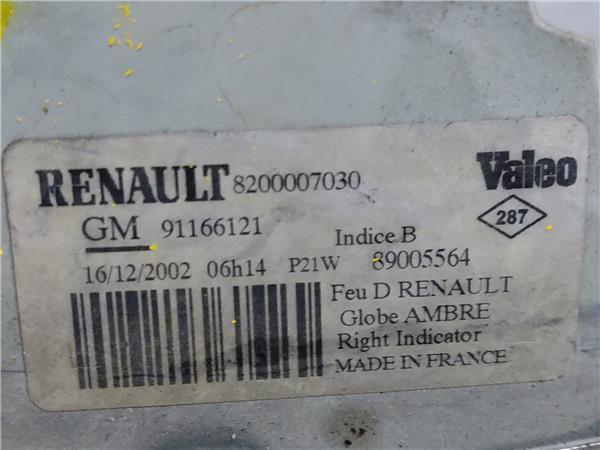 RENAULT 8200007030 Valeo
GM 91166121 287
Indice B
16/12/2002 06h14 P21W 89005564
Feu D RENAULT
Globe AMBRE
Right Indicator
MADE IN FRANCE